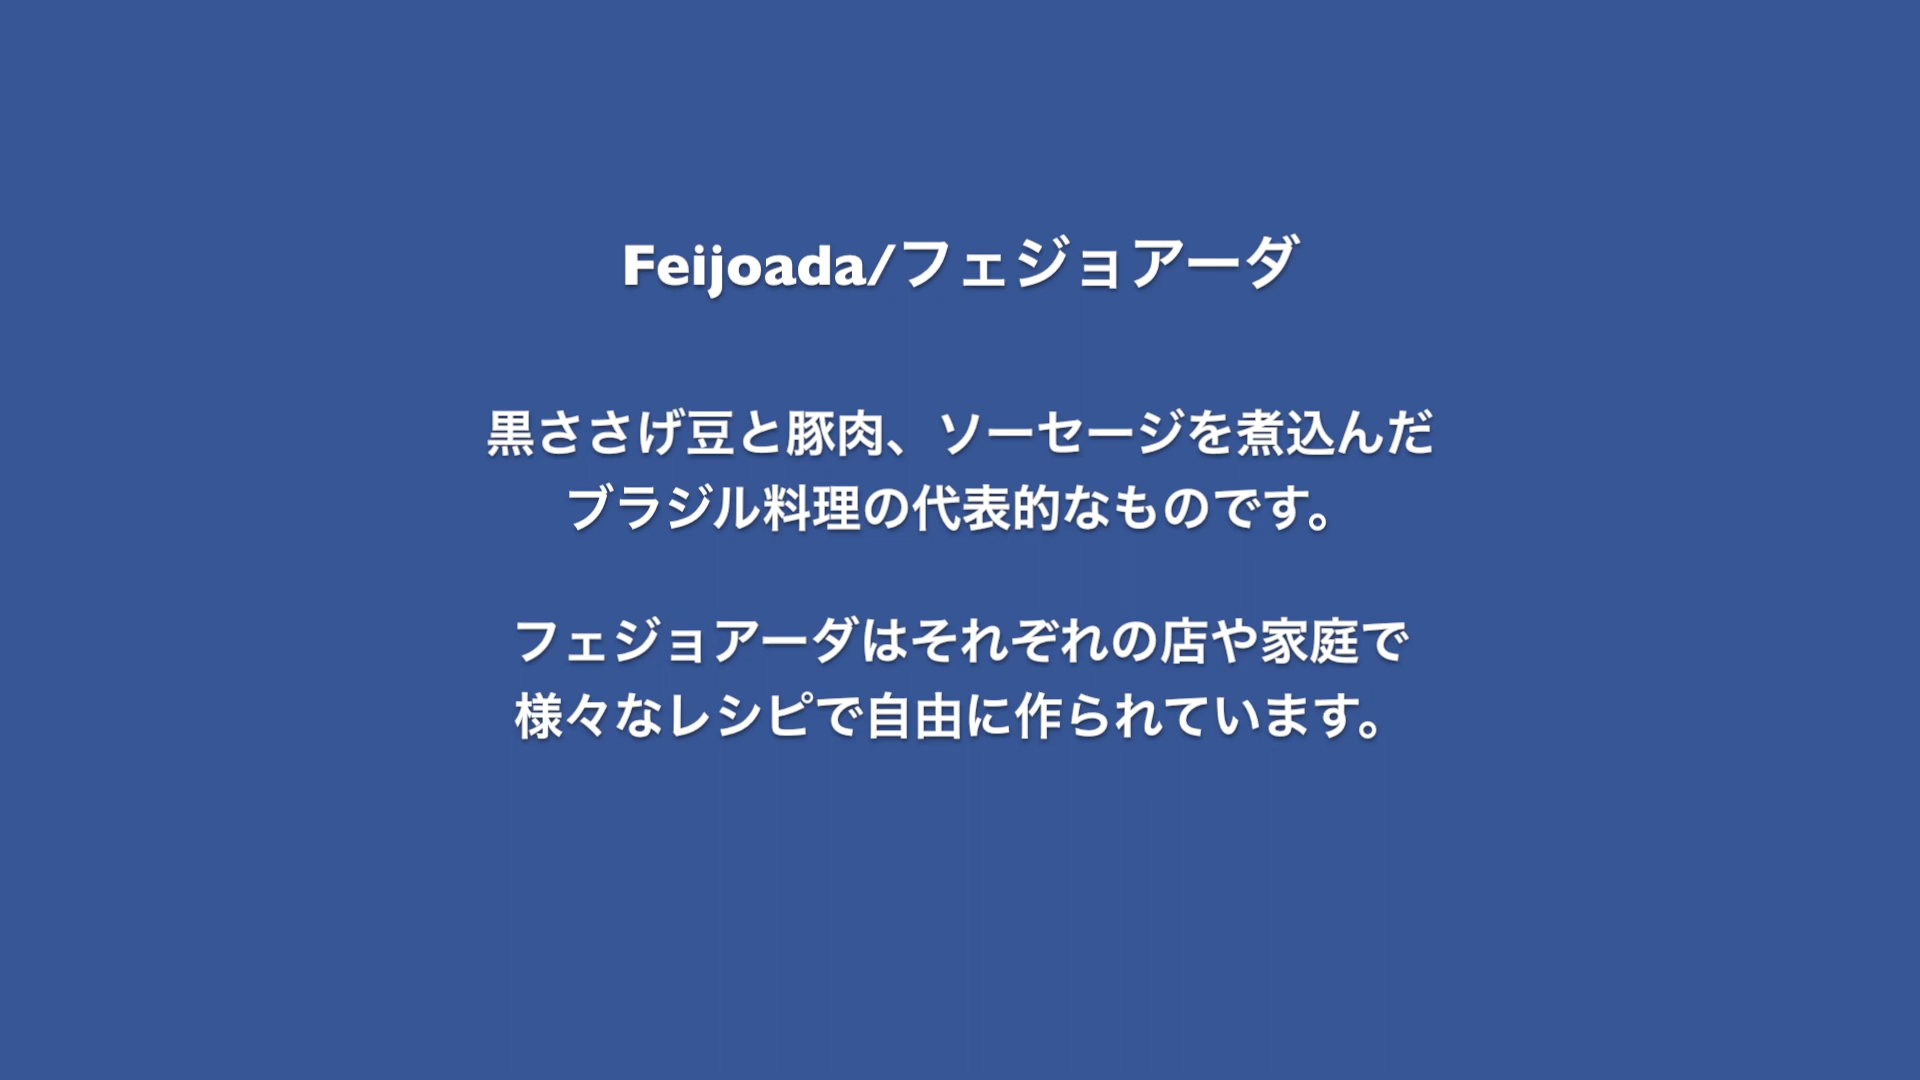 Feijoada/フェジョアーダ
黒ささげ豆と豚肉、ソーセージを煮込んだ
ブラジル料理の代表的なものです。
フェジョアーダはそれぞれの店や家庭で
様々なレシピで自由に作られています。